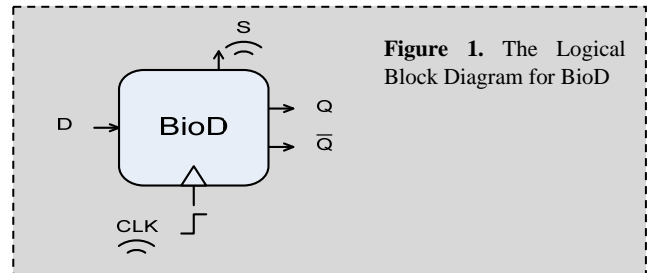 S
Figure 1. The Logical
Block Diagram for BioD
D
BioD
Q
Q̅
CLK